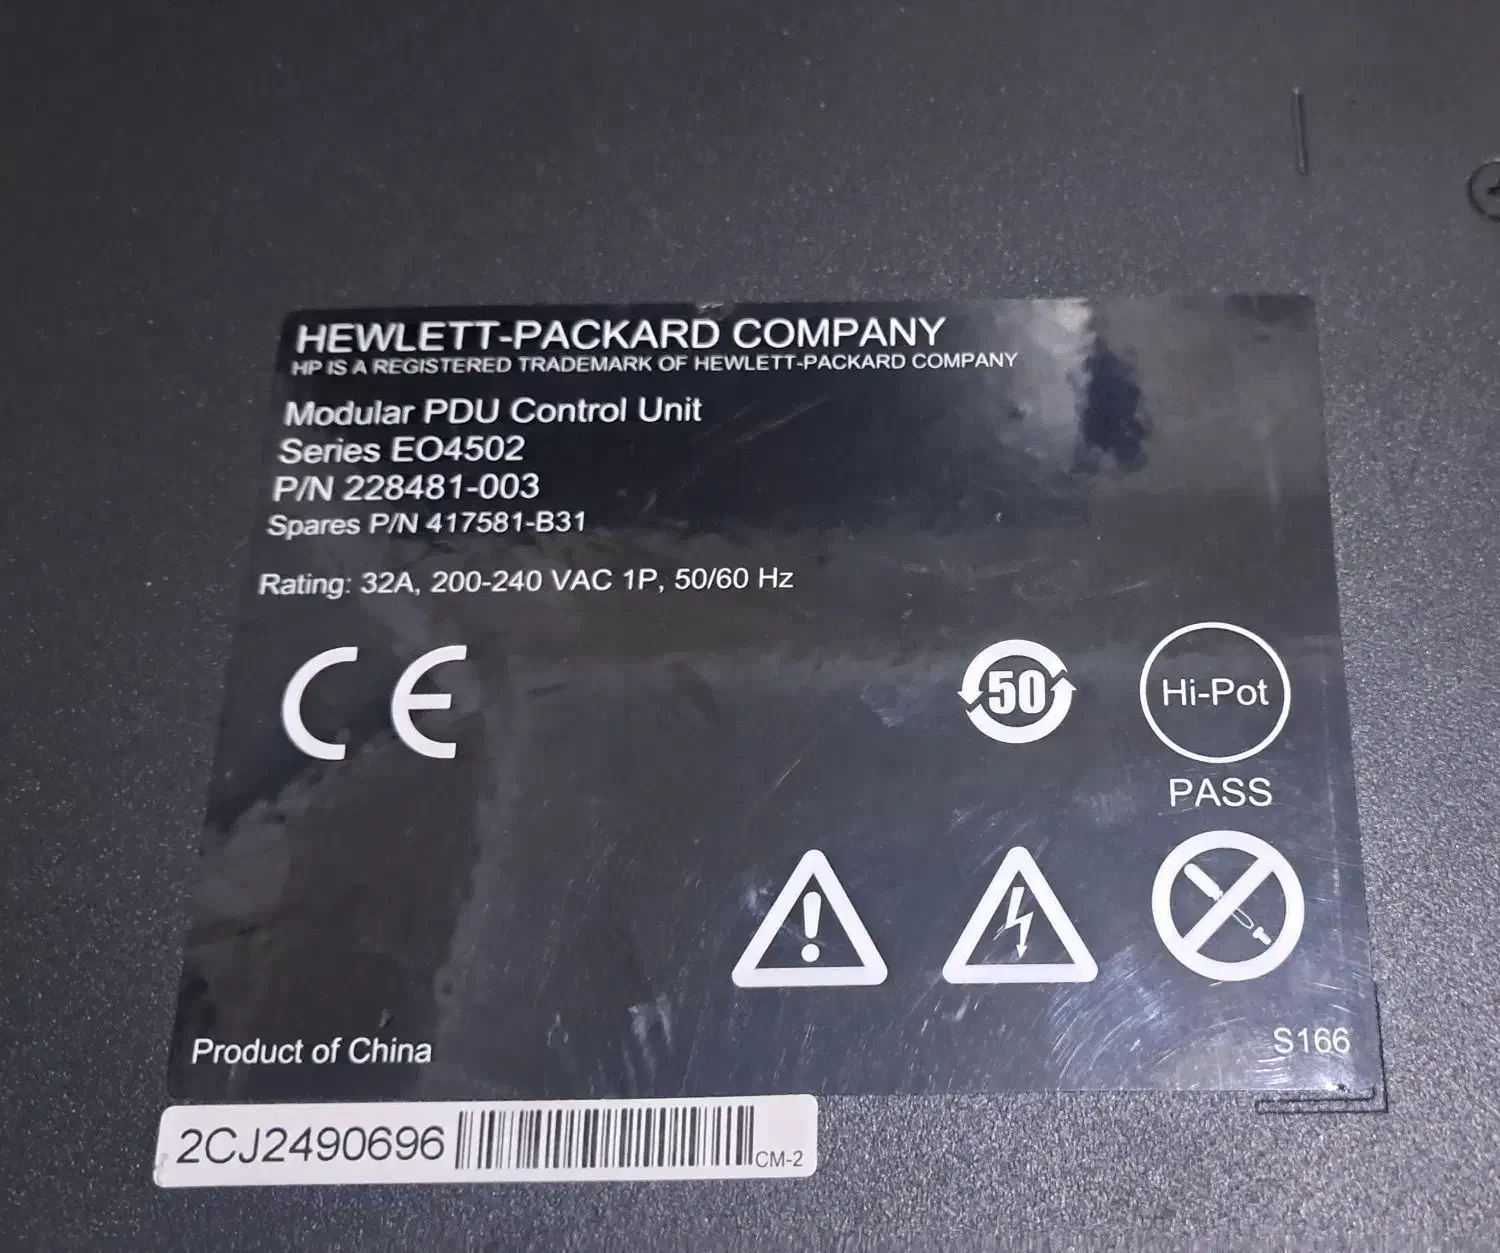 HEWLETT-PACKARD COMPANY
HP IS A REGISTERED TRADEMARK OF HEWLETT-PACKARD COMPANY
Modular PDU Control Unit
Series EO4502
P/N 228481-003
Spares P/N 417581-B31
Rating: 32A, 200-240 VAC 1P, 50/60 Hz
CE
50
Hi-Pot
PASS
Product of China
S166
2CJ2490696
CM-2